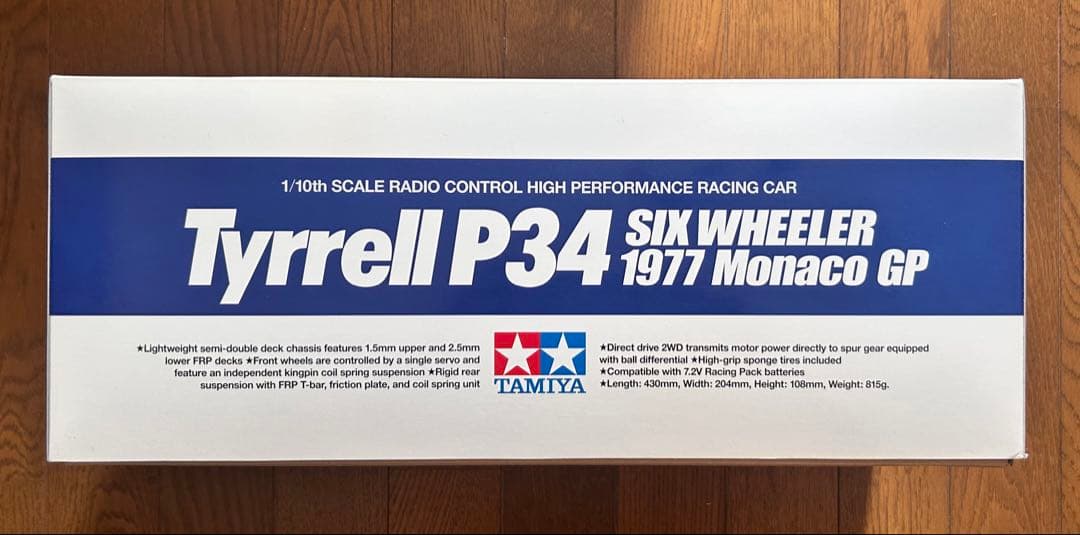 1/10th SCALE RADIO CONTROL HIGH PERFORMANCE RACING CAR
Tyrrell P34 SIX WHEELER
1977 Monaco GP
★Lightweight semi-double deck chassis features 1.5mm upper and 2.5mm
lower FRP decks ★Front wheels are controlled by a single servo and
feature an independent kingpin coil spring suspension ★Rigid rear
suspension with FRP T-bar, friction plate, and coil spring unit
TAMIYA
★Direct drive 2WD transmits motor power directly to spur gear equipped
with ball differential ★High-grip sponge tires included
★Compatible with 7.2V Racing Pack batteries
★Length: 430mm, Width: 204mm, Height: 108mm, Weight: 815g.